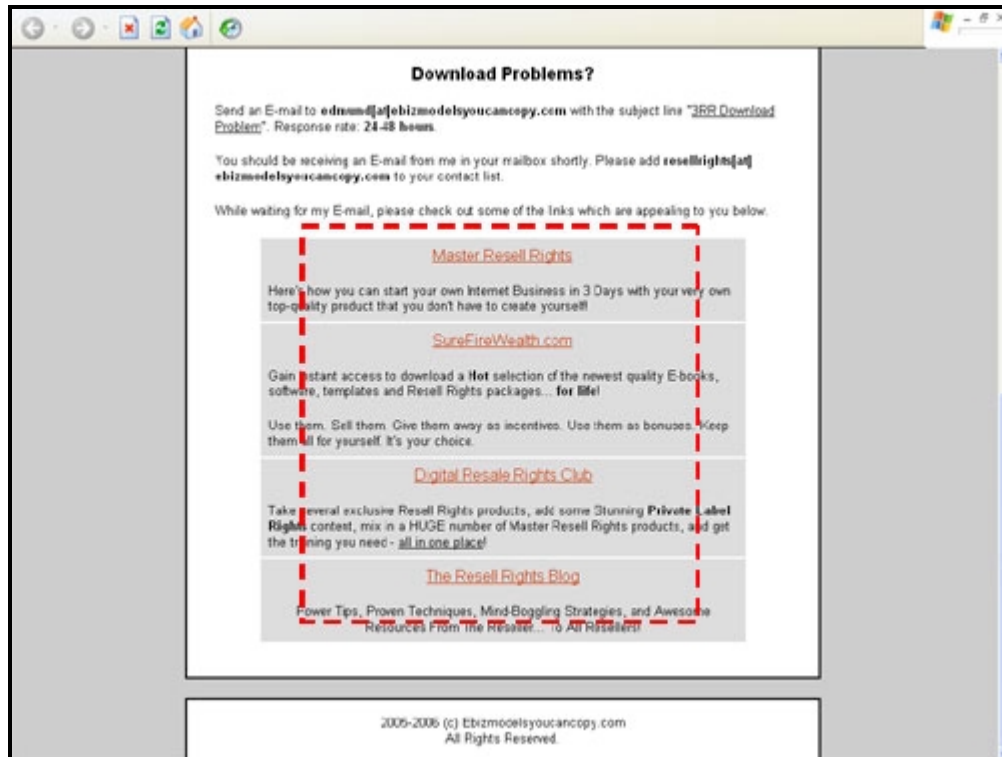 Download Problems?
Send an E-mail to edmund[at]ebizmodelsyoucancopy.com with the subject line "3RR Download
Problem". Response rate: 24-48 hours.
You should be receiving an E-mail from me in your mailbox shortly. Please add resellrights[at]
ebizmodelsyoucancopy.com to your contact list.
While waiting for my E-mail, please check out some of the links which are appealing to you below.
Master Resell Rights
Here's how you can start your own Internet Business in 3 Days with your very own
top-quality product that you don't have to create yourself!
SureFireWealth.com
Gain instant access to download a Hot selection of the newest quality E-books,
software, templates and Resell Rights packages... for life!
Use them. Sell them. Give them away as incentives. Use them as bonuses. Keep
them all for yourself. It's your choice.
Digital Resale Rights Club
Take several exclusive Resell Rights products, add some Stunning Private Label
Rights content, mix in a HUGE number of Master Resell Rights products, and get
the training you need - all in one place!
The Resell Rights Blog
Power Tips, Proven Techniques, Mind-Boggling Strategies, and Awesome
Resources From The Reseller... To All Resellers!
2005-2006 (c) Ebizmodelsyoucancopy.com
All Rights Reserved.